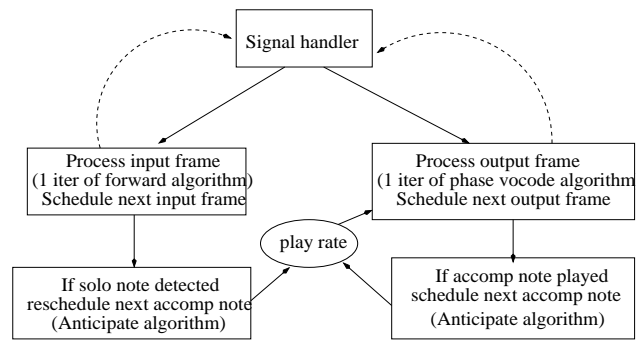 Signal handler
Process input frame
(1 iter of forward algorithm)
Schedule next input frame
Process output frame
(1 iter of phase vocode algorithm
Schedule next output frame
play rate
If solo note detected
reschedule next accomp note
(Anticipate algorithm)
If accomp note played
schedule next accomp note
(Anticipate algorithm)